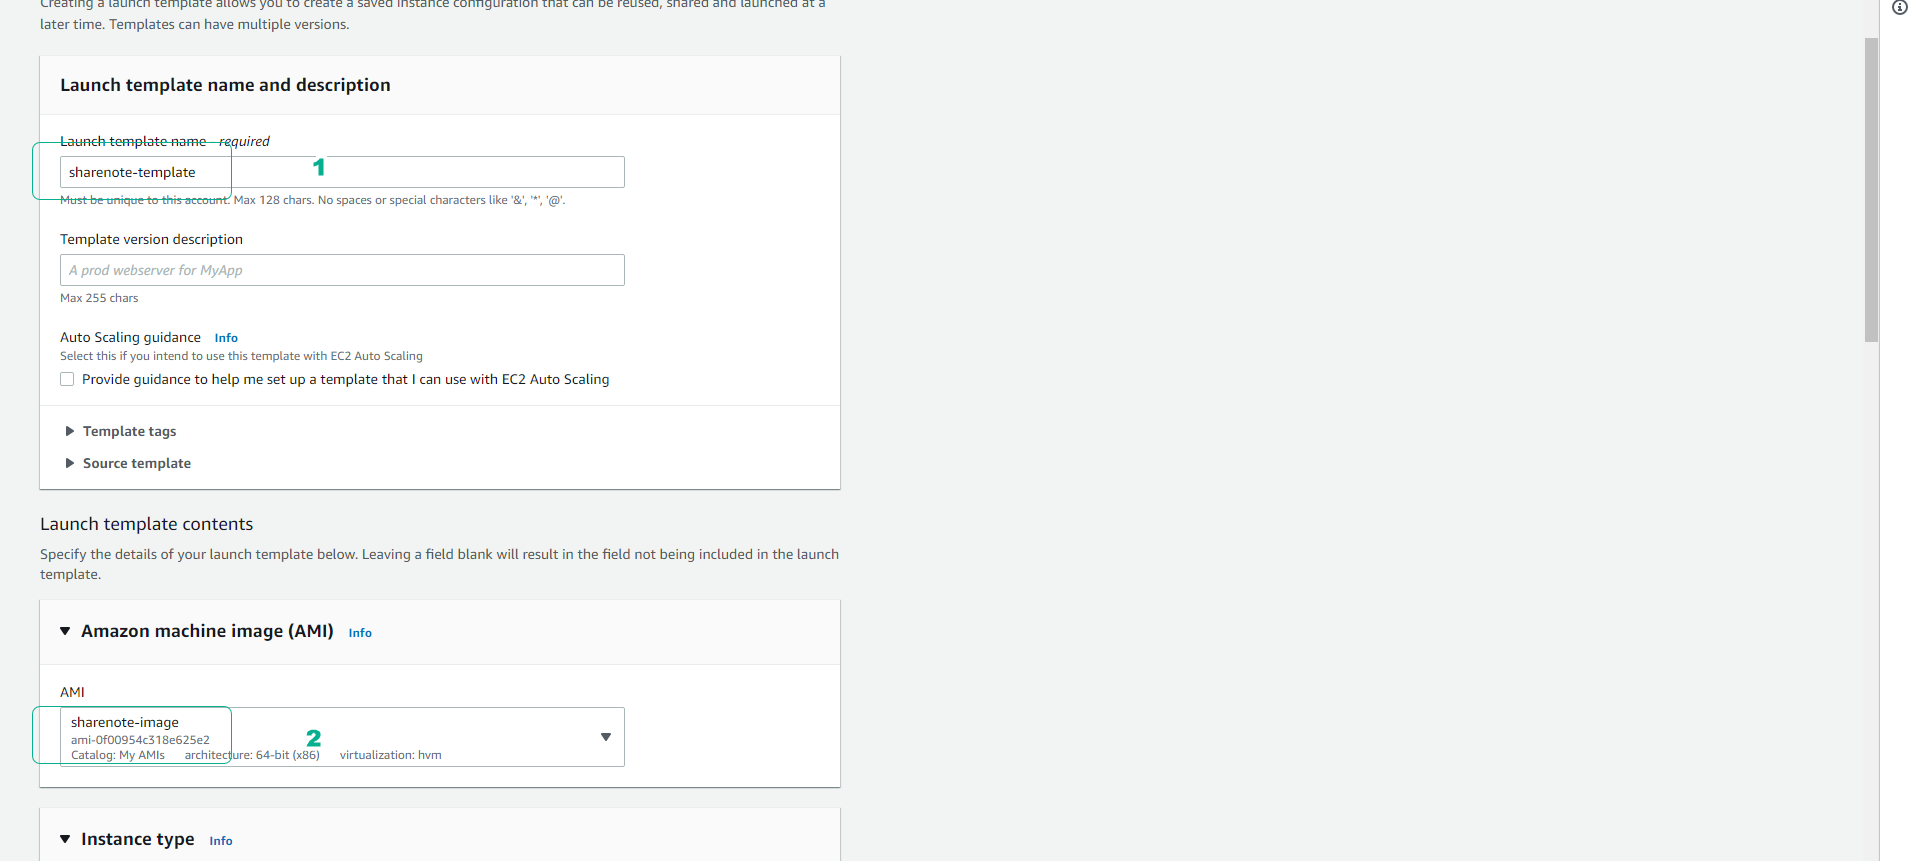 Creating a launch template allows you to create a saved instance configuration that can be reused, shared and launched at a
later time. Templates can have multiple versions.
Launch template name and description
Launch template name - required
sharenote-template
1
Must be unique to this account. Max 128 chars. No spaces or special characters like '&', '*', '@'.
Template version description
A prod webserver for MyApp
Max 255 chars
Auto Scaling guidance Info
Select this if you intend to use this template with EC2 Auto Scaling
Provide guidance to help me set up a template that I can use with EC2 Auto Scaling
Template tags
Source template
Launch template contents
Specify the details of your launch template below. Leaving a field blank will result in the field not being included in the launch
template.
Amazon machine image (AMI) Info
AMI
sharenote-image
ami-0f00954c318e625e2
2
Catalog: My AMIs architecture: 64-bit (x86) virtualization: hvm
Instance type Info